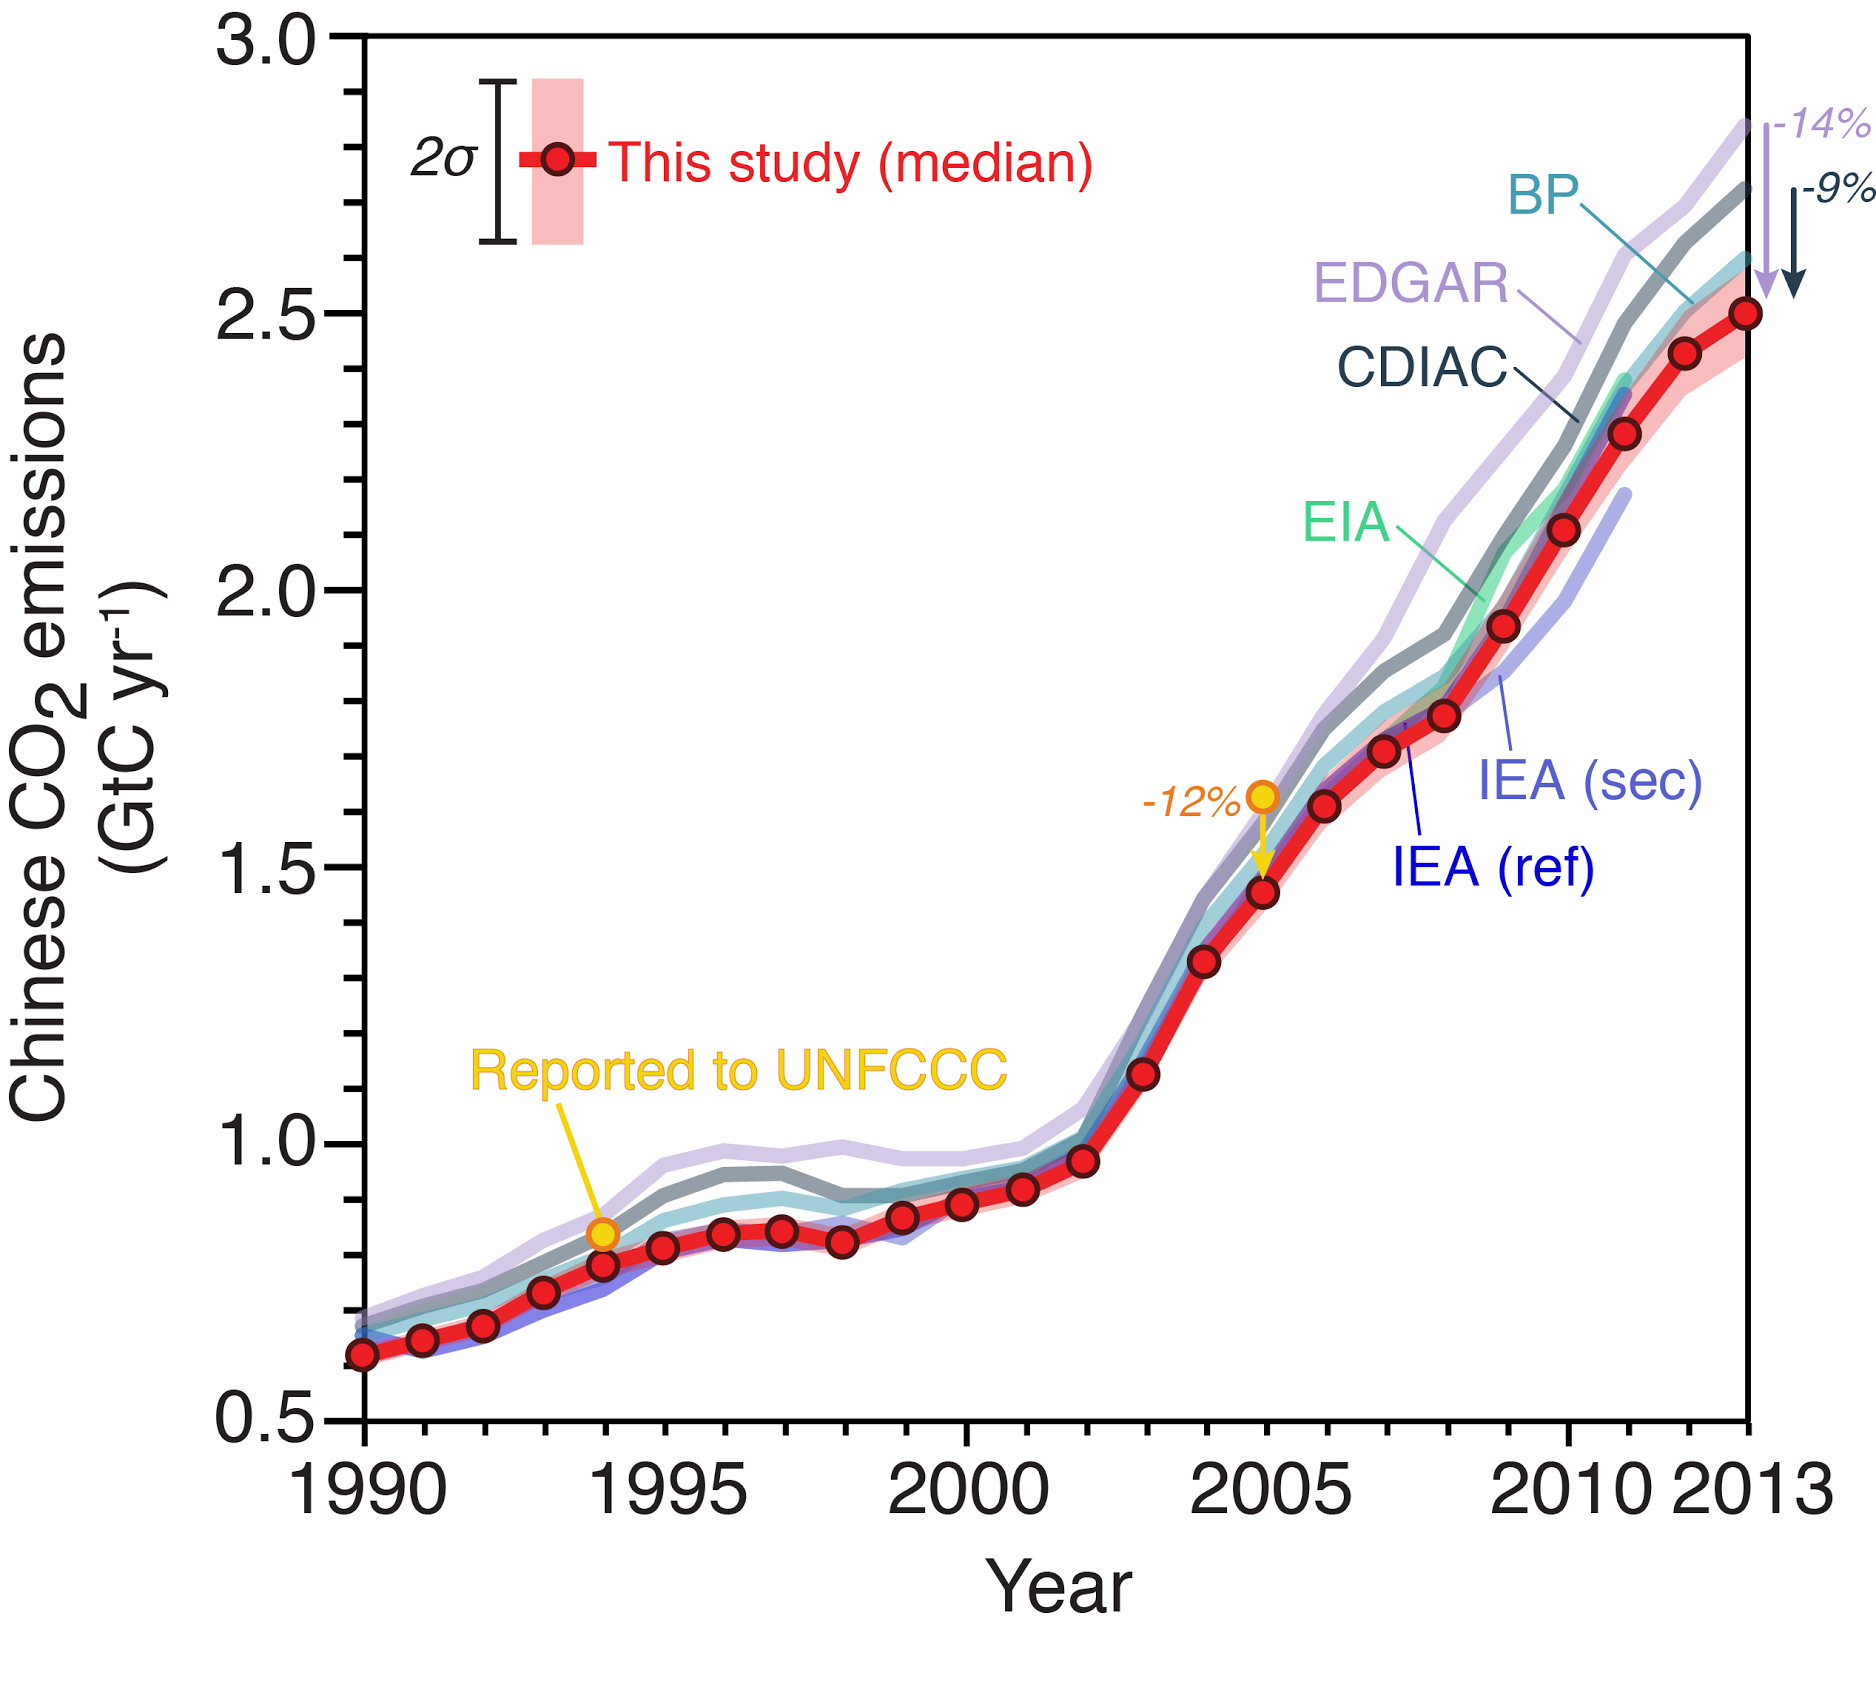 3.0
2.5
2.0
1.5
1.0
0.5
Chinese CO2 emissions
(GtC yr-1)
2σ
This study (median)
-14%
-9%
BP
EDGAR
CDIAC
EIA
IEA (sec)
IEA (ref)
-12%
Reported to UNFCCC
1990 1995 2000 2005 2010 2013
Year